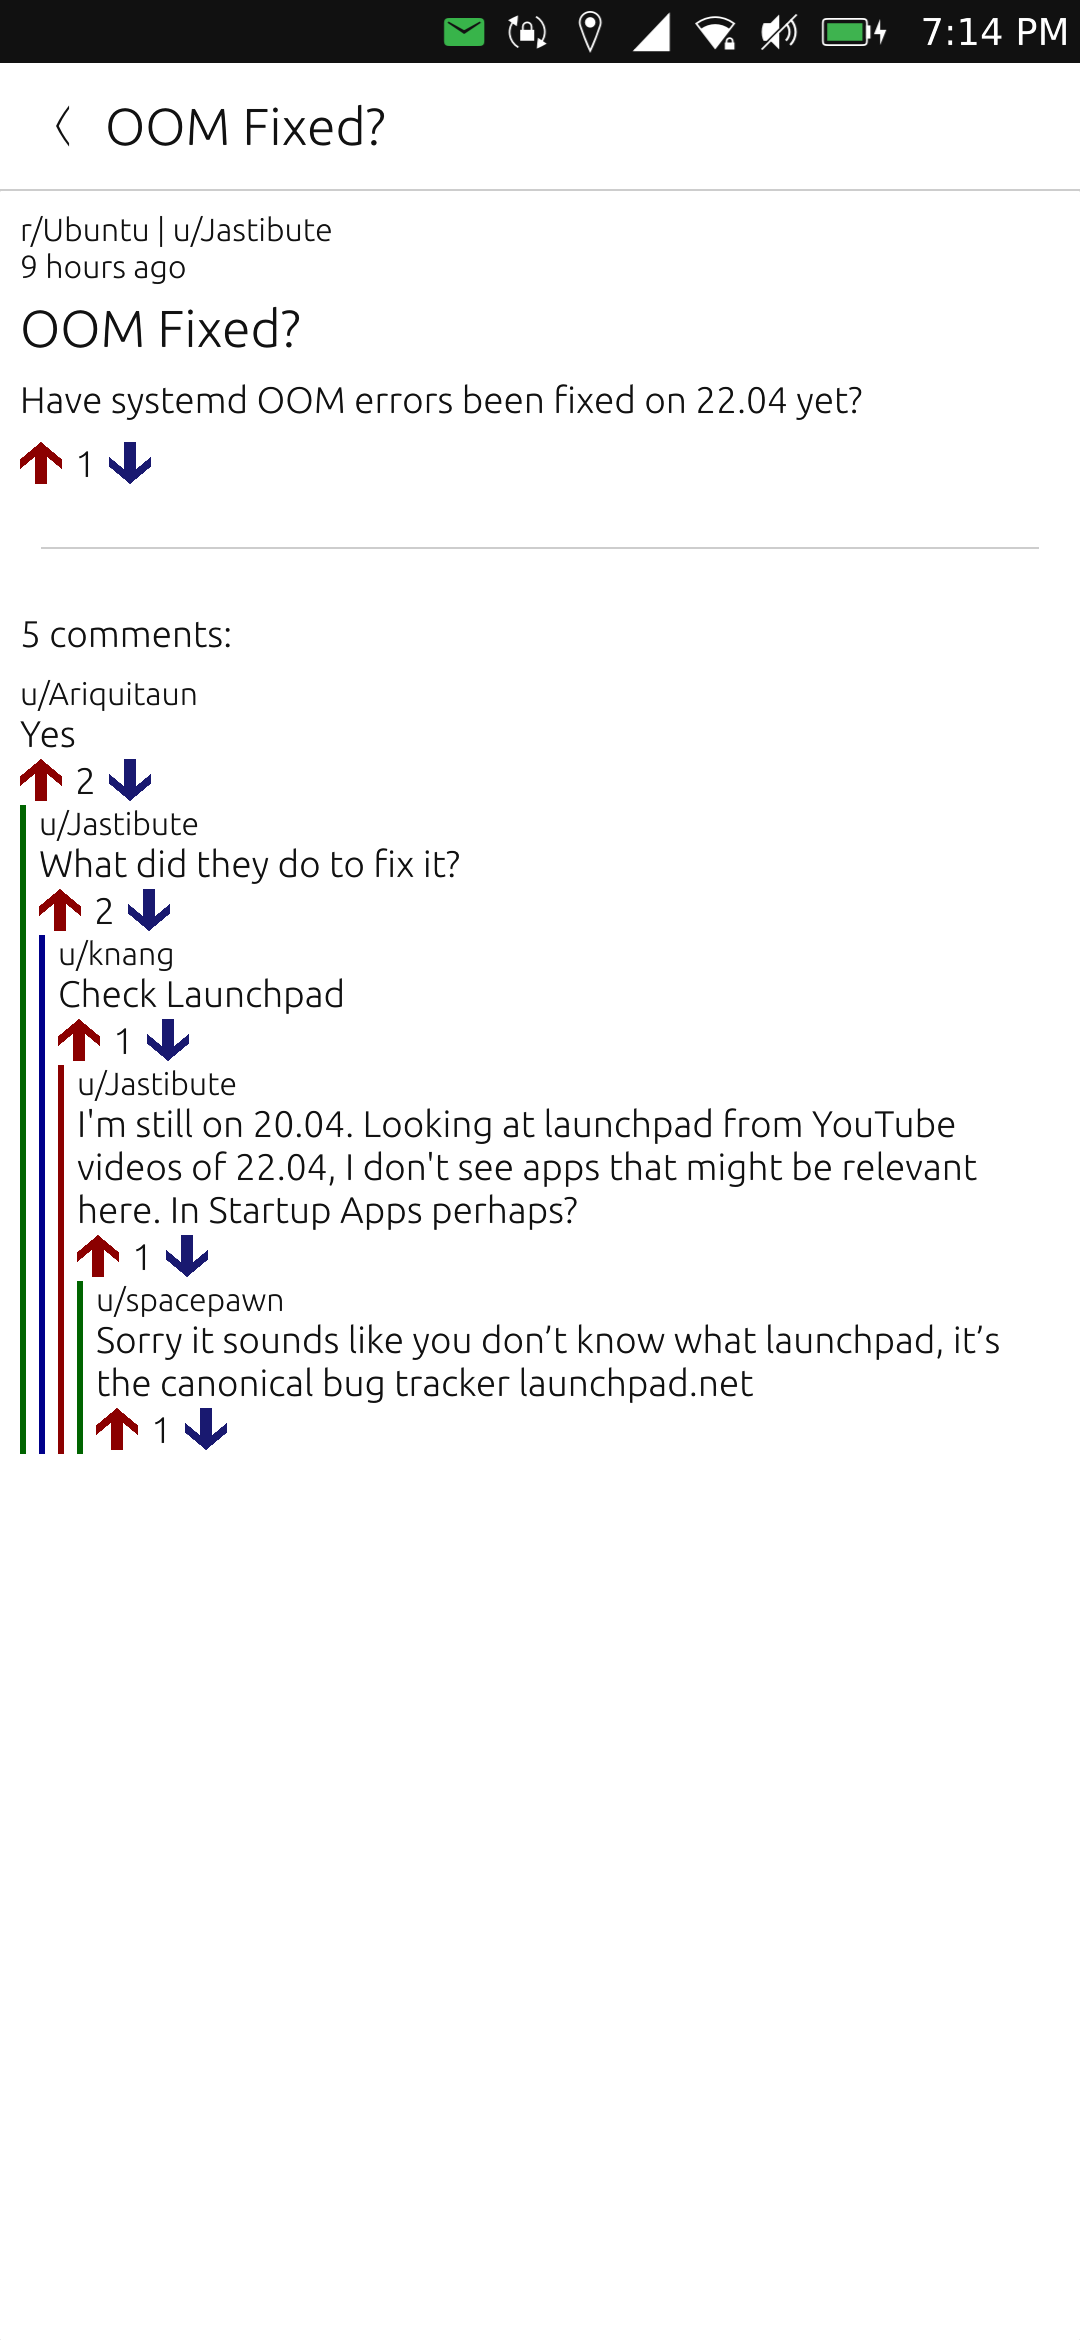 7:14 PM
OOM Fixed?
r/Ubuntu | u/Jastibute
9 hours ago
OOM Fixed?
Have systemd OOM errors been fixed on 22.04 yet?
1
5 comments:
u/Ariquitaun
Yes
2
u/Jastibute
What did they do to fix it?
2
u/knang
Check Launchpad
1
u/Jastibute
I'm still on 20.04. Looking at launchpad from YouTube
videos of 22.04, I don't see apps that might be relevant
here. In Startup Apps perhaps?
1
u/spacepawn
Sorry it sounds like you don’t know what launchpad, it’s
the canonical bug tracker launchpad.net
1